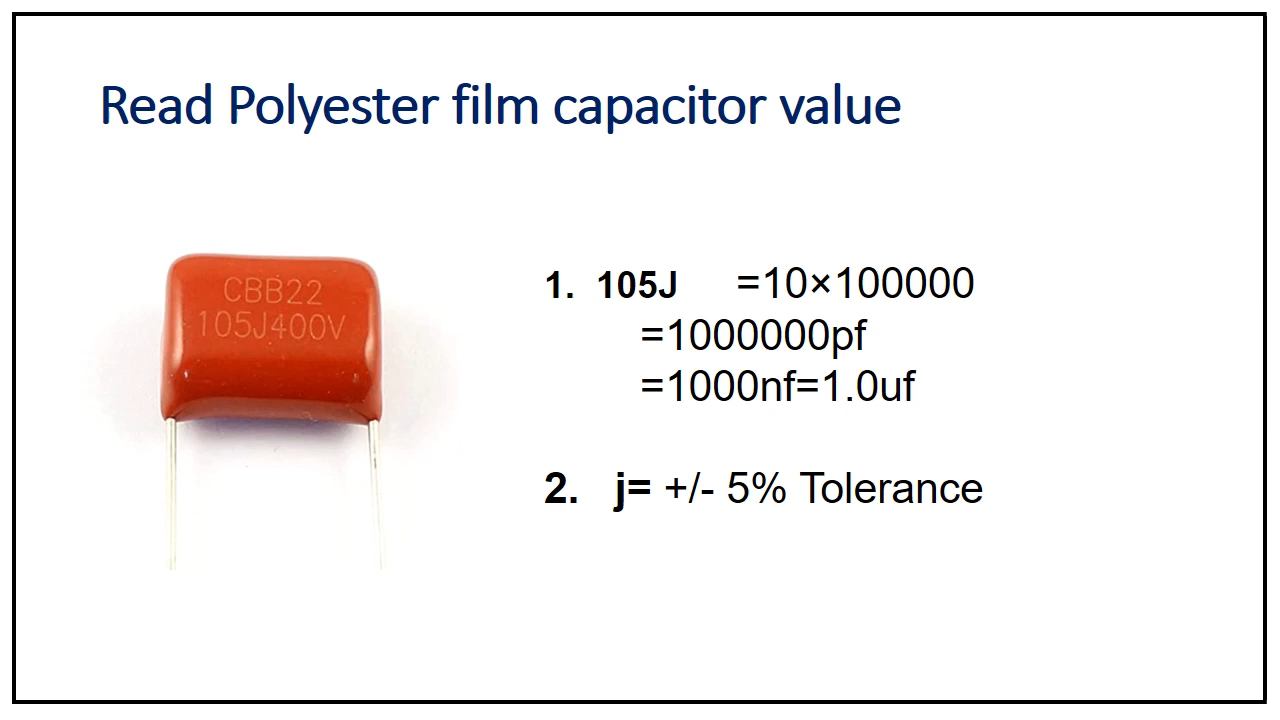 Read Polyester film capacitor value
CBB22
105J400V
1. 105J =10×100000
=1000000pf
=1000nf=1.0uf
2. j= +/- 5% Tolerance